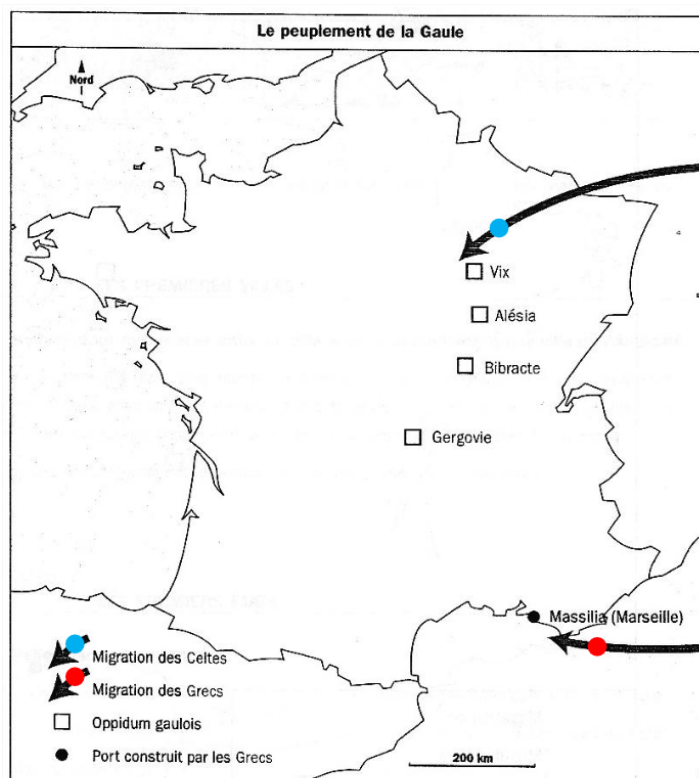 Le peuplement de la Gaule
Nord
Vix
Alésia
Bibracte
Gergovie
Massilia (Marseille)
Migration des Celtes
Migration des Grecs
Oppidum gaulois
Port construit par les Grecs
200 km